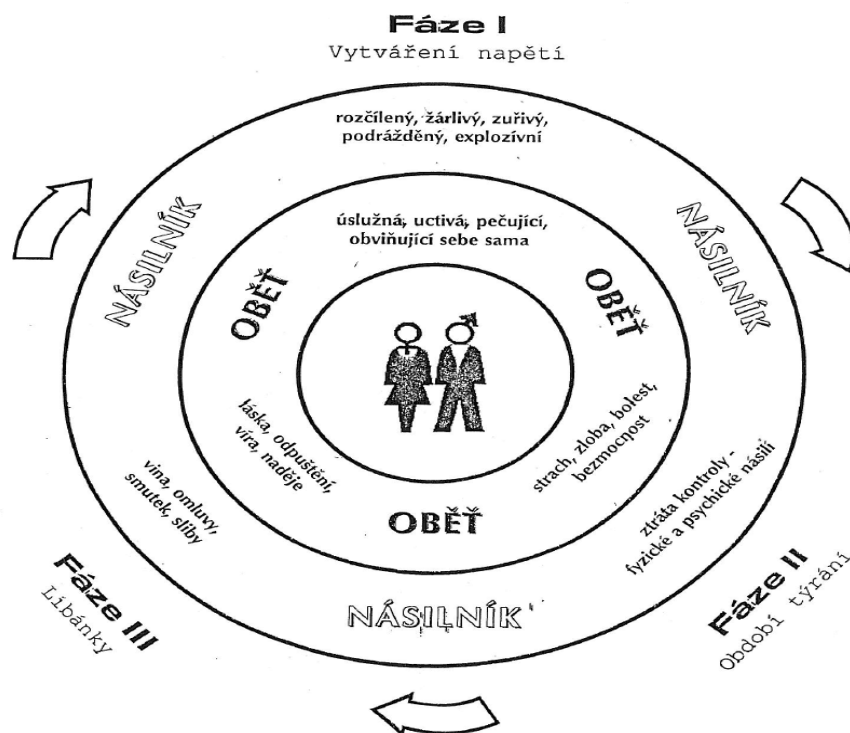 Fáze I
Vytváření napětí
rozčílený, žárlivý, zuřivý,
podrážděný, explozívní
NÁSILNÍK
NÁSILNÍK
úslužná, uctivá, pečující,
obviňující sebe sama
OBĚŤ
OBĚŤ
láska, odpuštění,
víra, naděje
strach, zloba, bolest,
bezmocnost
vina, omluvy,
smutek, sliby
ztráta kontroly -
fyzické a psychické násilí
OBĚŤ
NÁSILNÍK
Fáze III
Líbánky
Fáze II
Období týrání